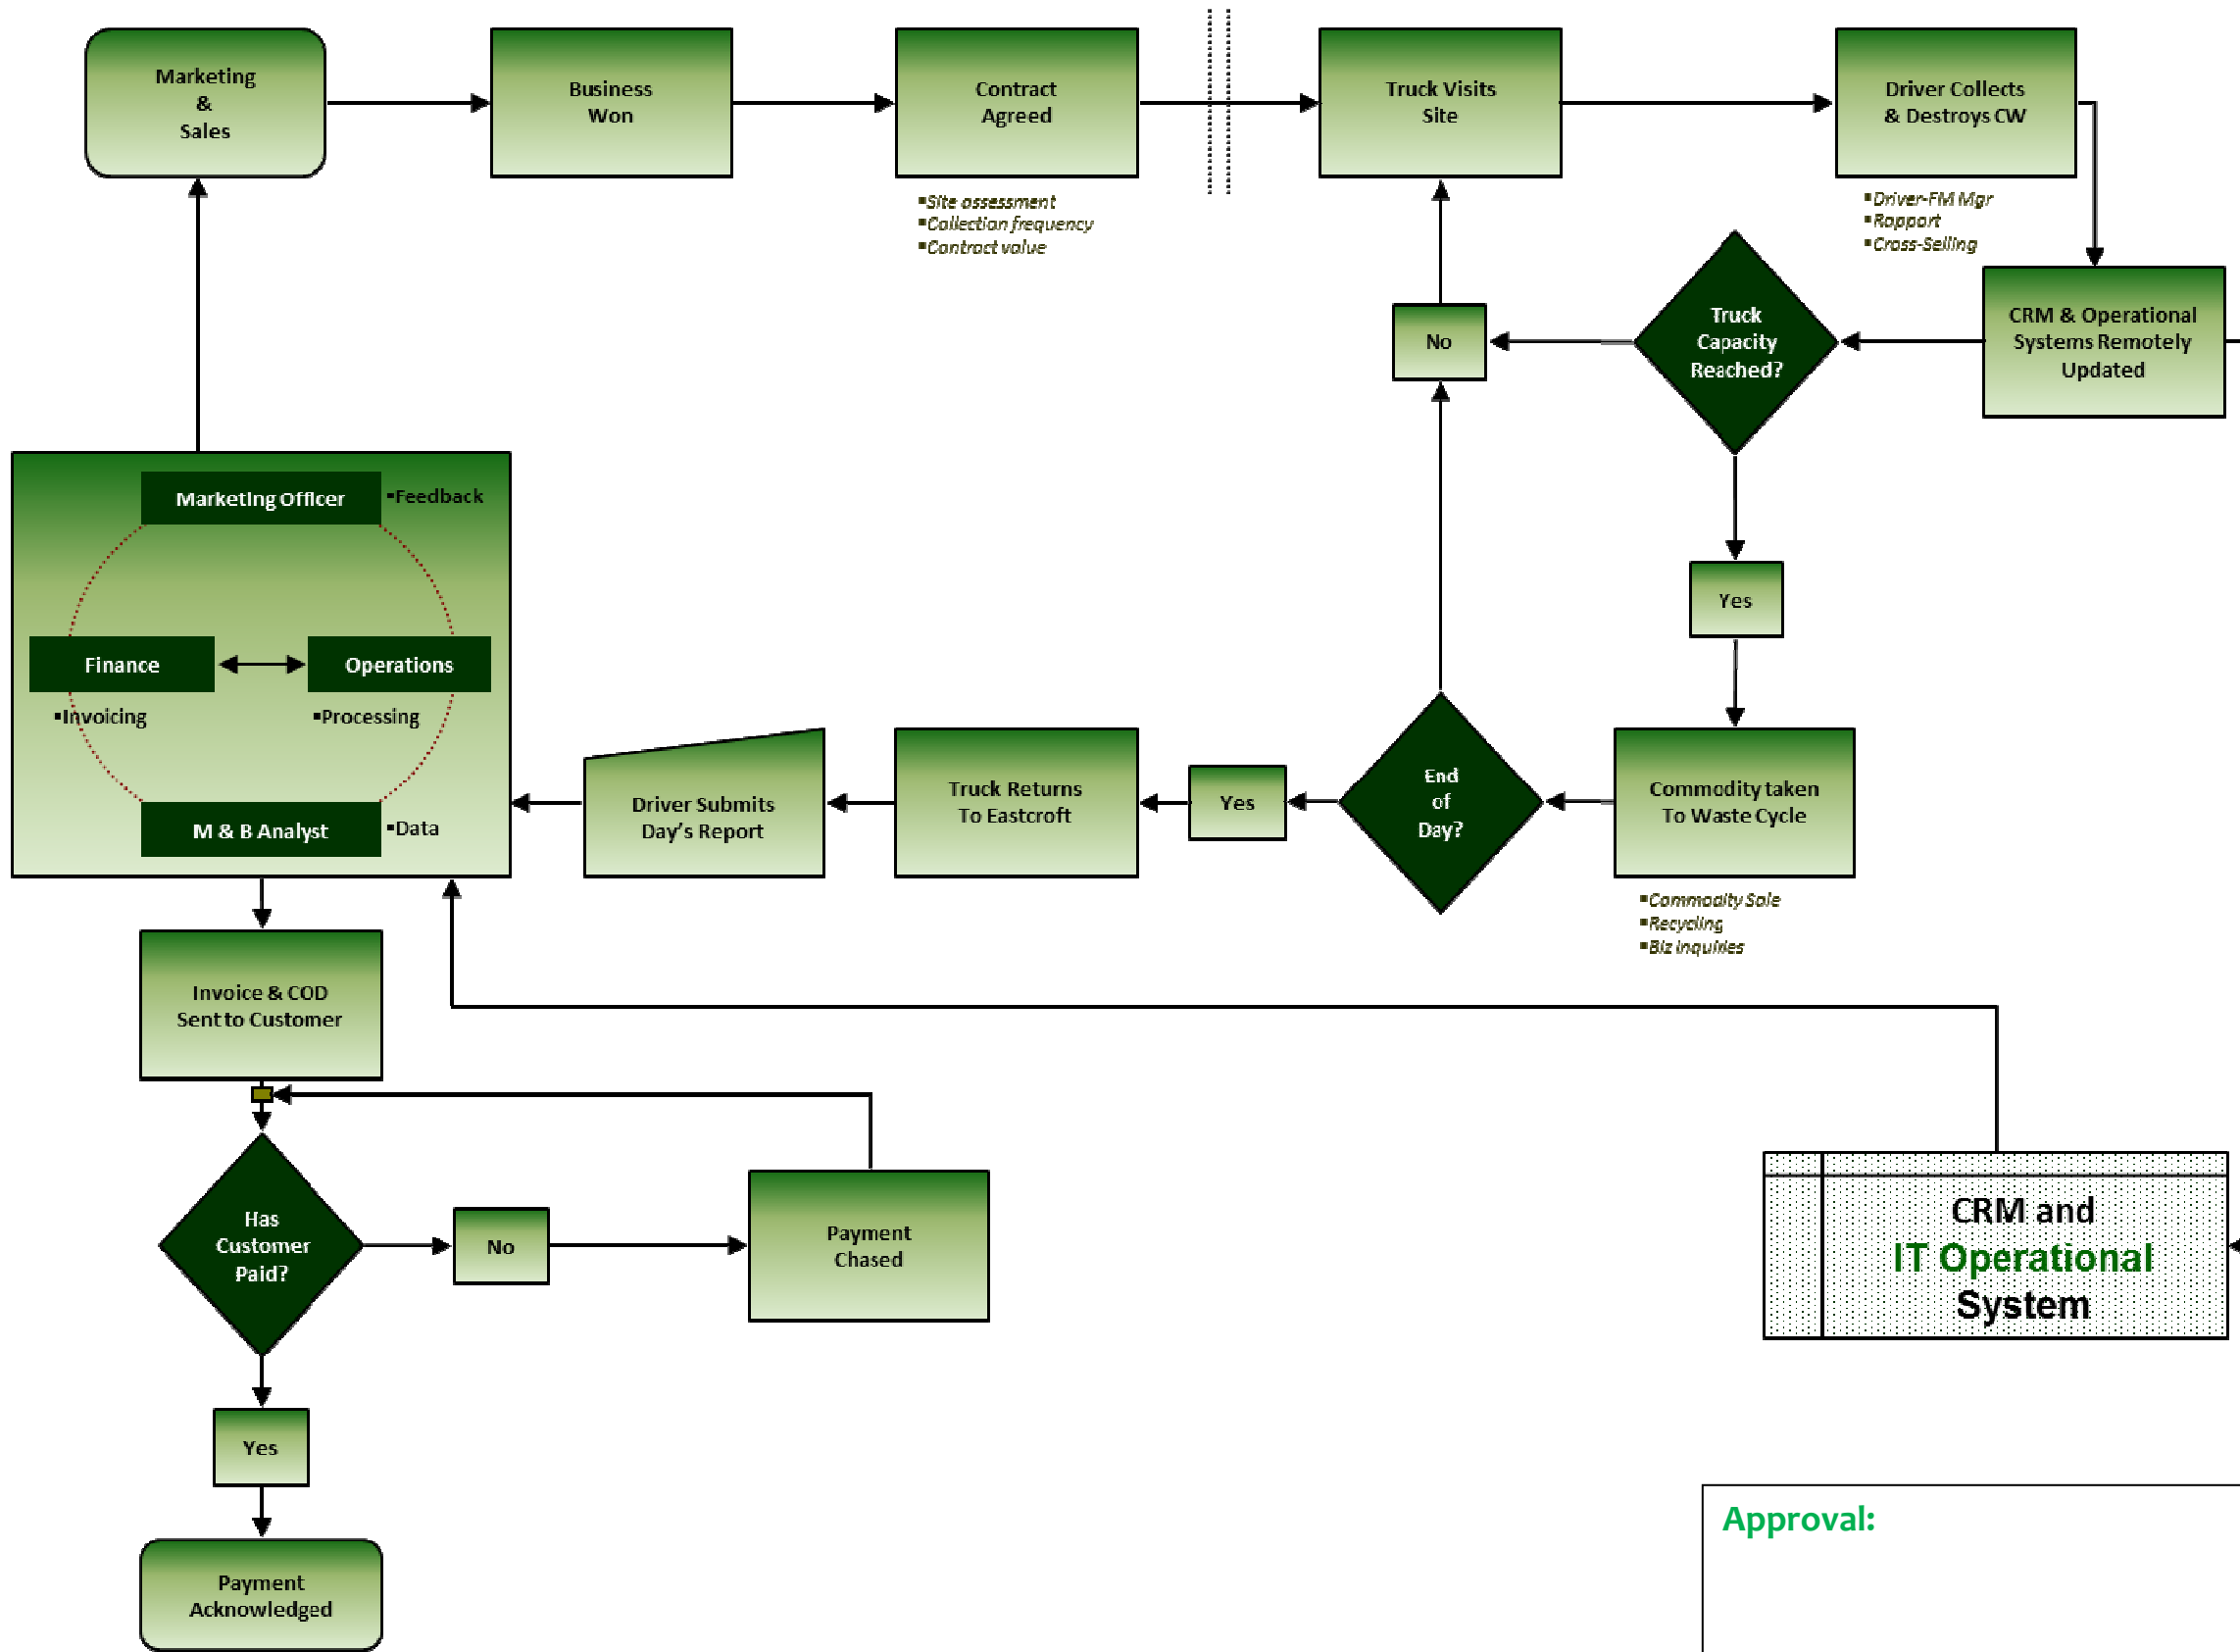 Marketing
&
Sales
Business
Won
Contract
Agreed
Truck Visits
Site
Driver Collects
& Destroys CW
▪Site assessment
▪Collection frequency
▪Contract value
▪Driver-FM Mgr
▪Rapport
▪Cross-Selling
No
Truck
Capacity
Reached?
CRM & Operational
Systems Remotely
Updated
Marketing Officer
▪Feedback
Finance
Operations
▪Invoicing
▪Processing
M & B Analyst
▪Data
Yes
Driver Submits
Day's Report
Truck Returns
To Eastcroft
Yes
End
of
Day?
Commodity taken
To Waste Cycle
▪Commodity Sale
▪Recycling
▪Biz inquiries
Invoice & COD
Sent to Customer
Has
Customer
Paid?
No
Payment
Chased
CRM and
IT Operational
System
Yes
Payment
Acknowledged
Approval: